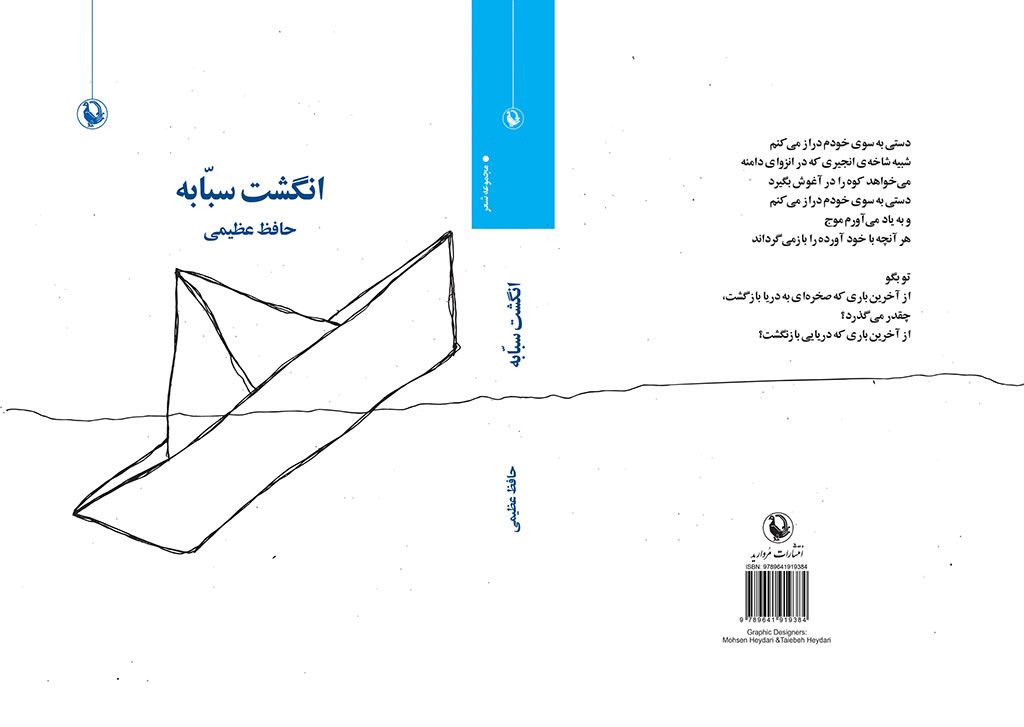 انگشت سبّابه
حافظ عظیمی
مجموعه شعر
انگشت سبّابه
حافظ عظیمی
دستی به سوی خودم دراز می‌کنم
شبیه شاخه‌ی انجیری که در انزوای دامنه
می‌خواهد کوه را در آغوش بگیرد
دستی به سوی خودم دراز می‌کنم
و به یاد می‌آورم موج
هر آنچه با خود آورده را بازمی‌گرداند
تو بگو
از آخرین باری که صخره‌ای به دریا بازگشت،
چقدر می‌گذرد؟
از آخرین باری که دریایی بازنگشت؟
انتشارات مروارید
ISBN: 9789641919384
9 789641 919384
Graphic Designers:
Mohsen Heydari &Taiebeh Heydari